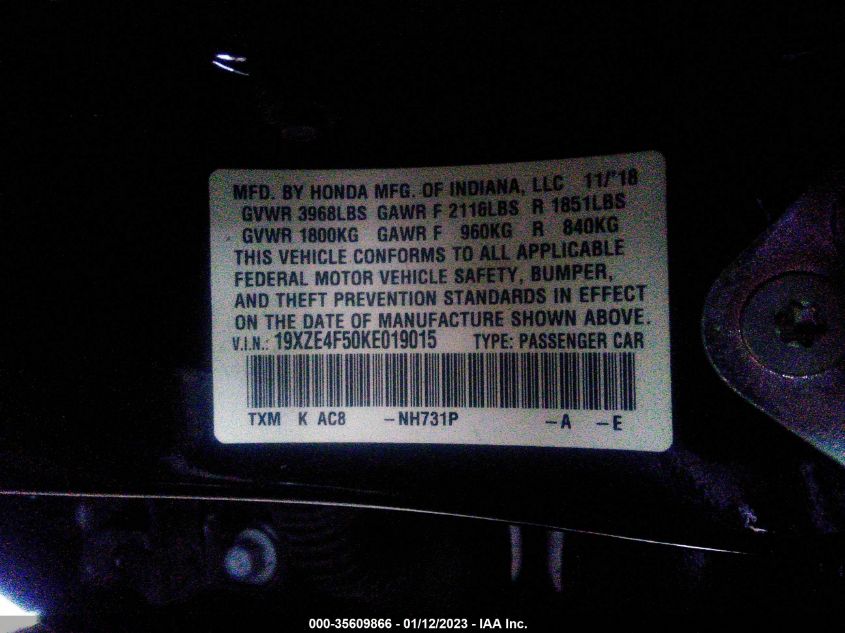 MFD. BY HONDA MFG. OF INDIANA, LLC 11/'18
GVWR 3968LBS GAWR F 2116LBS R 1851LBS
GVWR 1800KG GAWR F 960KG R 840KG
THIS VEHICLE CONFORMS TO ALL APPLICABLE
FEDERAL MOTOR VEHICLE SAFETY, BUMPER,
AND THEFT PREVENTION STANDARDS IN EFFECT
ON THE DATE OF MANUFACTURE SHOWN ABOVE.
V.I.N.: 19XZE4F50KE019015 TYPE: PASSENGER CAR
TXM K AC8 –NH731P –A –E
000-35609866 - 01/12/2023 - IAA Inc.